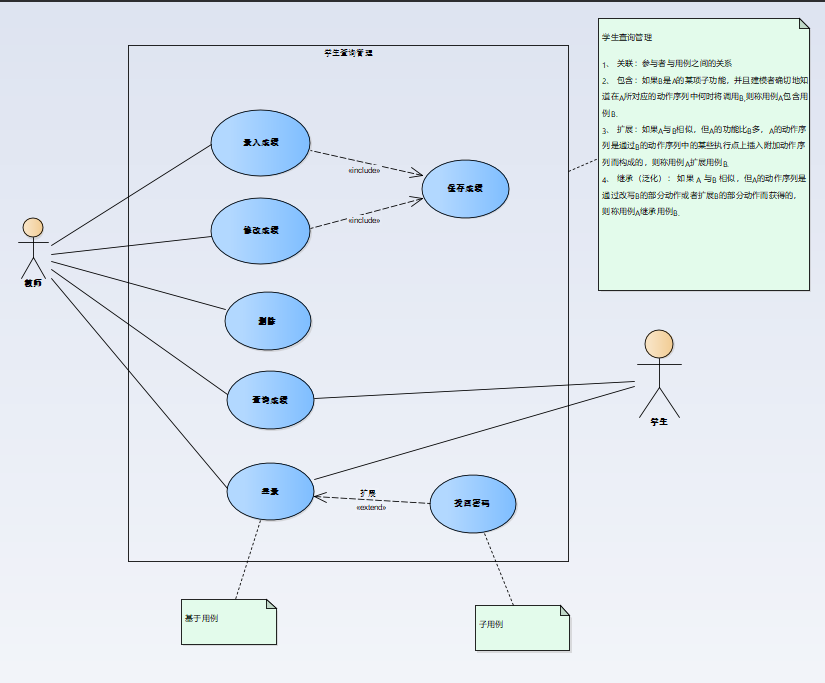 学生查询管理
学生查询管理
1、 关联：参与者与用例之间的关系
2、 包含：如果B是A的某项子功能，并且建模者确切地知
道在A所对应的动作序列中何时将调用B,则称用例A包含用
例B.
3、 扩展：如果A与B相似，但A的功能比B多， A的动作序
列是通过B的动作序列中的某些执行点上插入附加动作序
列而构成的，则称用例A扩展用例B.
4、 继承（泛化）：如果 A 与B 相似，但A的动作序列是
通过改写B的部分动作或者扩展B的部分动作而获得的，
则称用例A继承用例B.
录入成绩
«include»
保存成绩
修改成绩
«include»
教师
删除
查询成绩
学生
登录
扩展
«extend»
找回密码
基于用例
子用例